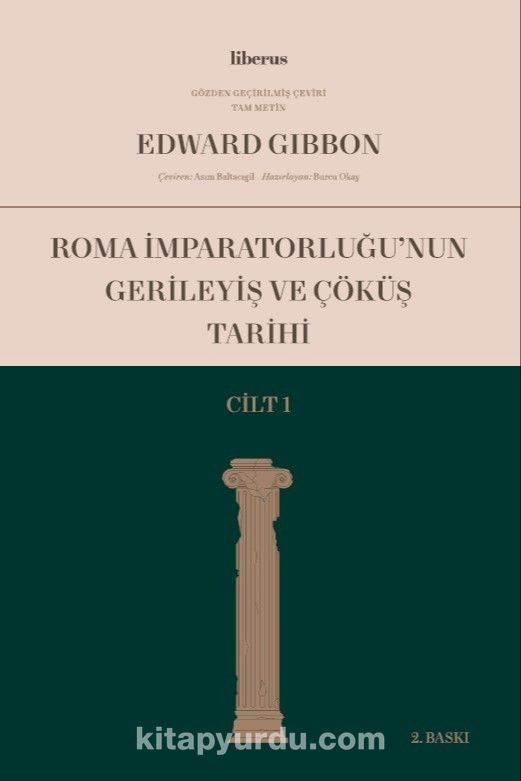 liberus
GÖZDEN GEÇİRİLMİŞ ÇEVİRİ
TAM METİN
EDWARD GIBBON
Çeviren: Asım Baltacıgil Hazırlayan: Burcu Okay
ROMA İMPARATORLUĞU'NUN
GERİLEYİŞ VE ÇÖKÜŞ
TARİHİ
CİLT 1
kitapyurdu.com
2. BASKI